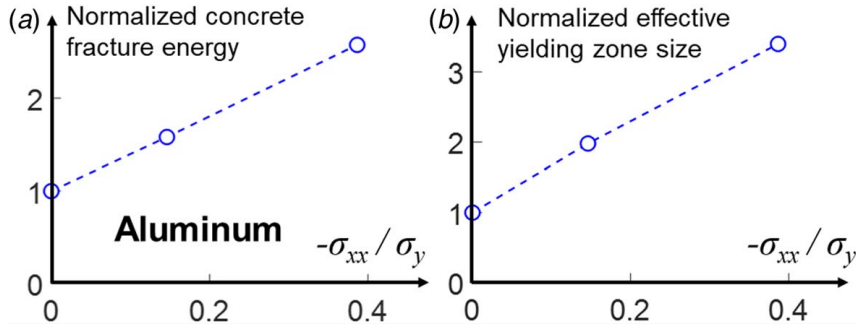 (a) Normalized concrete
fracture energy
2
1
Aluminum
-σxx / σy
0
0 0.2 0.4
(b) Normalized effective
yielding zone size
3
2
1
-σxx / σy
0
0 0.2 0.4